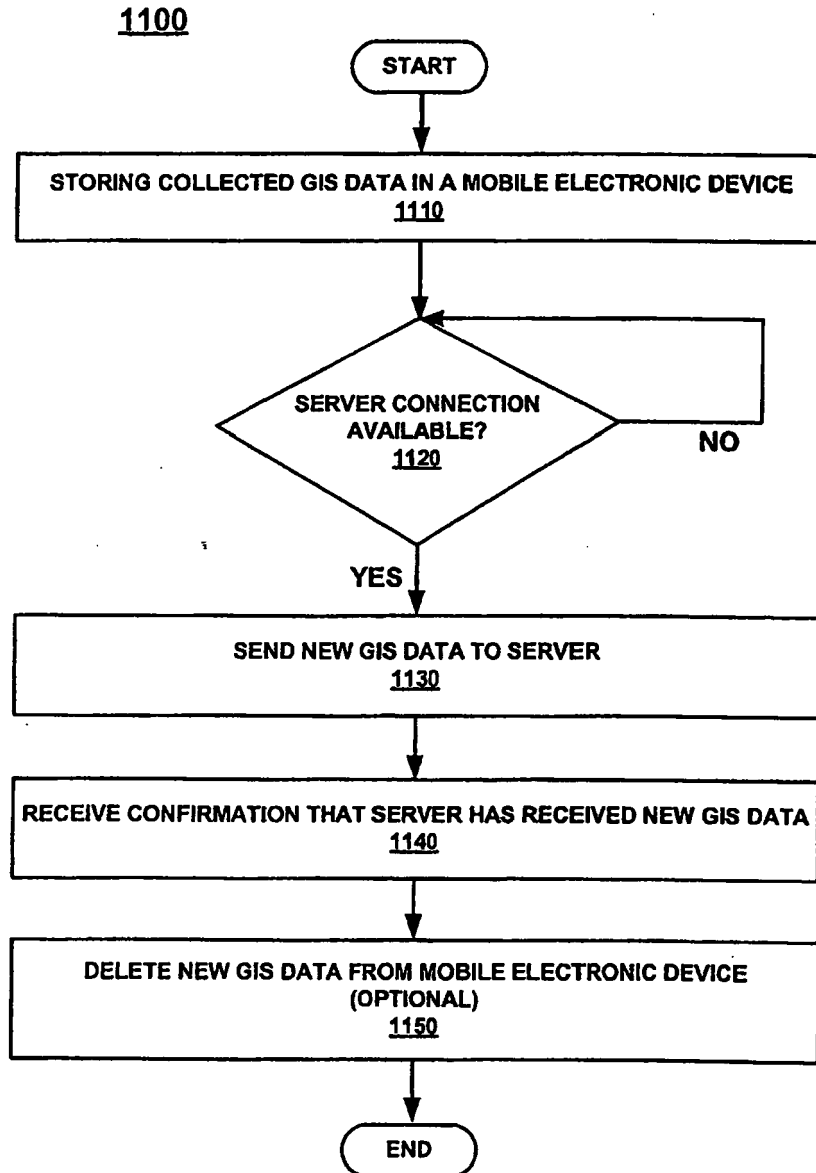 1100
START
STORING COLLECTED GIS DATA IN A MOBILE ELECTRONIC DEVICE
1110
SERVER CONNECTION
AVAILABLE?
1120
NO
YES
SEND NEW GIS DATA TO SERVER
1130
RECEIVE CONFIRMATION THAT SERVER HAS RECEIVED NEW GIS DATA
1140
DELETE NEW GIS DATA FROM MOBILE ELECTRONIC DEVICE
(OPTIONAL)
1150
END